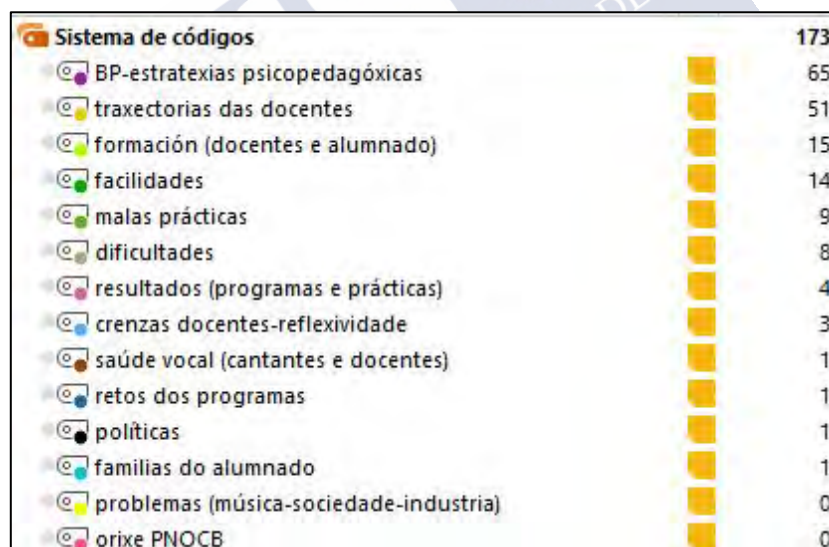 Sistema de códigos 173
BP-estratexias psicopedagóxicas 65
traxectorias das docentes 51
formación (docentes e alumnado) 15
facilidades 14
malas prácticas 9
dificultades 8
resultados (programas e prácticas) 4
crenzas docentes-reflexividade 3
saúde vocal (cantantes e docentes) 1
retos dos programas 1
políticas 1
familias do alumnado 1
problemas (música-sociedade-industria) 0
orixe PNOCB 0